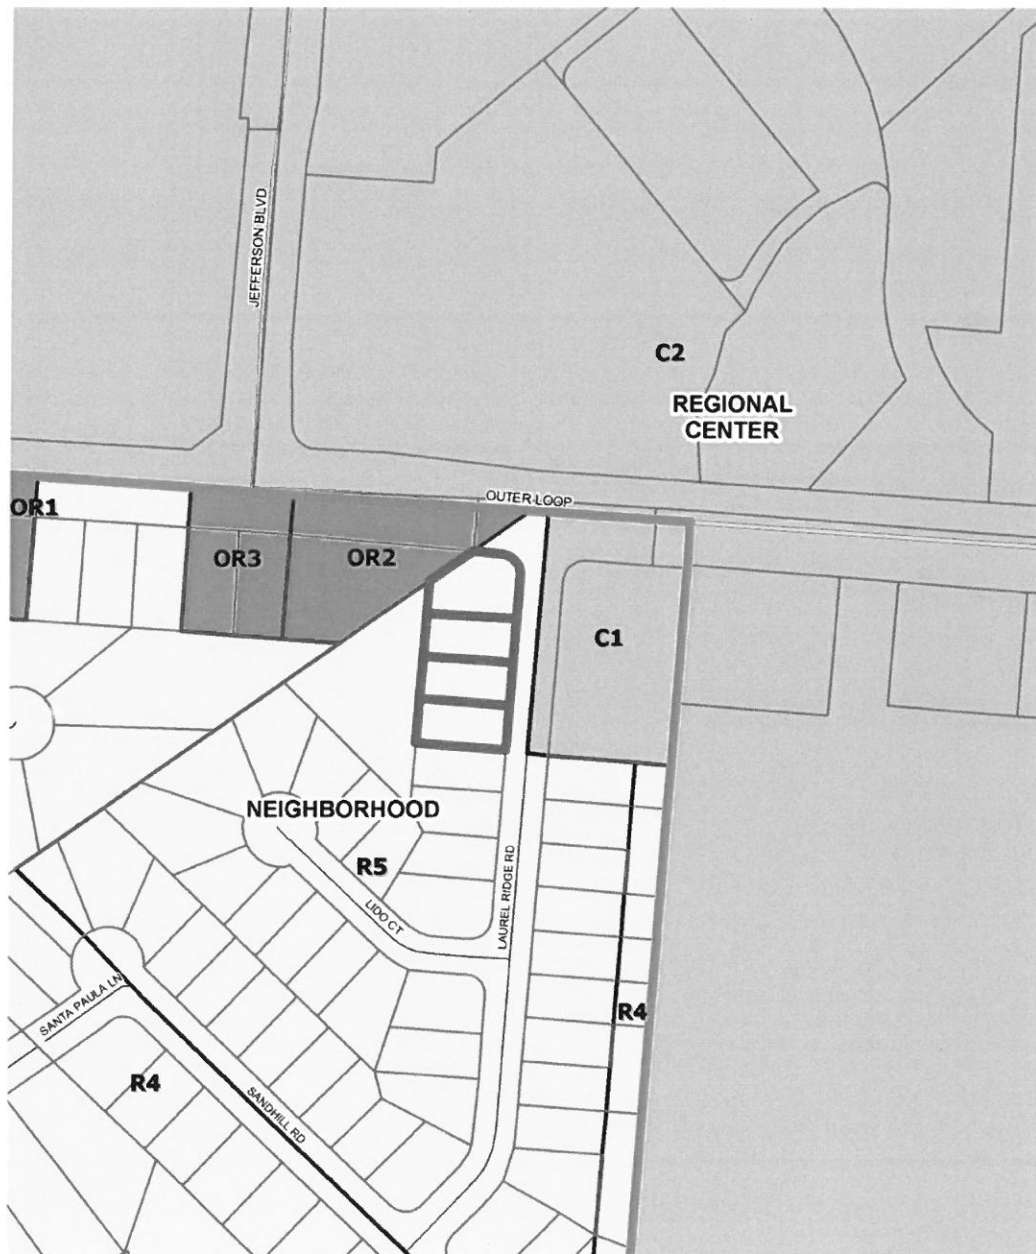 JEFFERSON BLVD
C2
REGIONAL
CENTER
OUTER LOOP
OR1
OR3
OR2
C1
NEIGHBORHOOD
R5
LIDO CT
LAUREL RIDGE RD
SANTA PAULA LN
R4
R4
SANDHILL RD